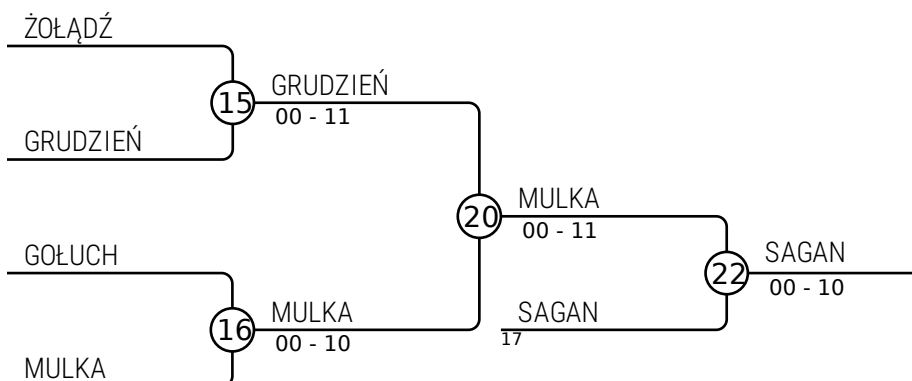 ŻOŁĄDŹ
15
GRUDZIEŃ
00 - 11
GRUDZIEŃ
20
MULKA
00 - 11
GOŁUCH
22
SAGAN
00 - 10
16
MULKA
00 - 10
SAGAN
17
MULKA